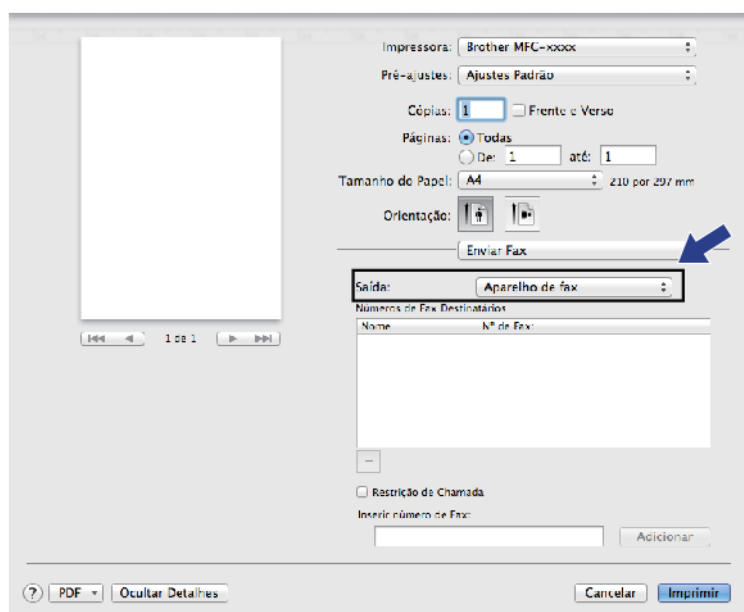 Impressora: Brother MFC-xxxx
Pré-ajustes: Ajustes Padrão
Cópias: 1 Frente e Verso
Páginas: Todas
De: 1 até: 1
Tamanho do Papel: A4 210 por 297 mm
Orientação:
Enviar Fax
Saída: Aparelho de fax
Números de Fax Destinatários
Nome Nº de Fax:
1 de 1
−
Restrição de Chamada
Inserir número de Fax:
Adicionar
? PDF Ocultar Detalhes Cancelar Imprimir